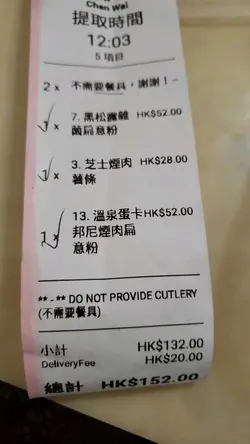 Chan Wai
提取時間
12:03
5 項目
2 x 不需要餐具，謝謝！–
x 7. 黑松露雜 HK$52.00
菌扁意粉
x 3. 芝士煙肉 HK$28.00
薯條
x 13. 溫泉蛋卡 HK$52.00
邦尼煙肉扁
意粉
** - ** DO NOT PROVIDE CUTLERY
(不需要餐具)
小計 HK$132.00
DeliveryFee HK$20.00
總計 HK$152.00